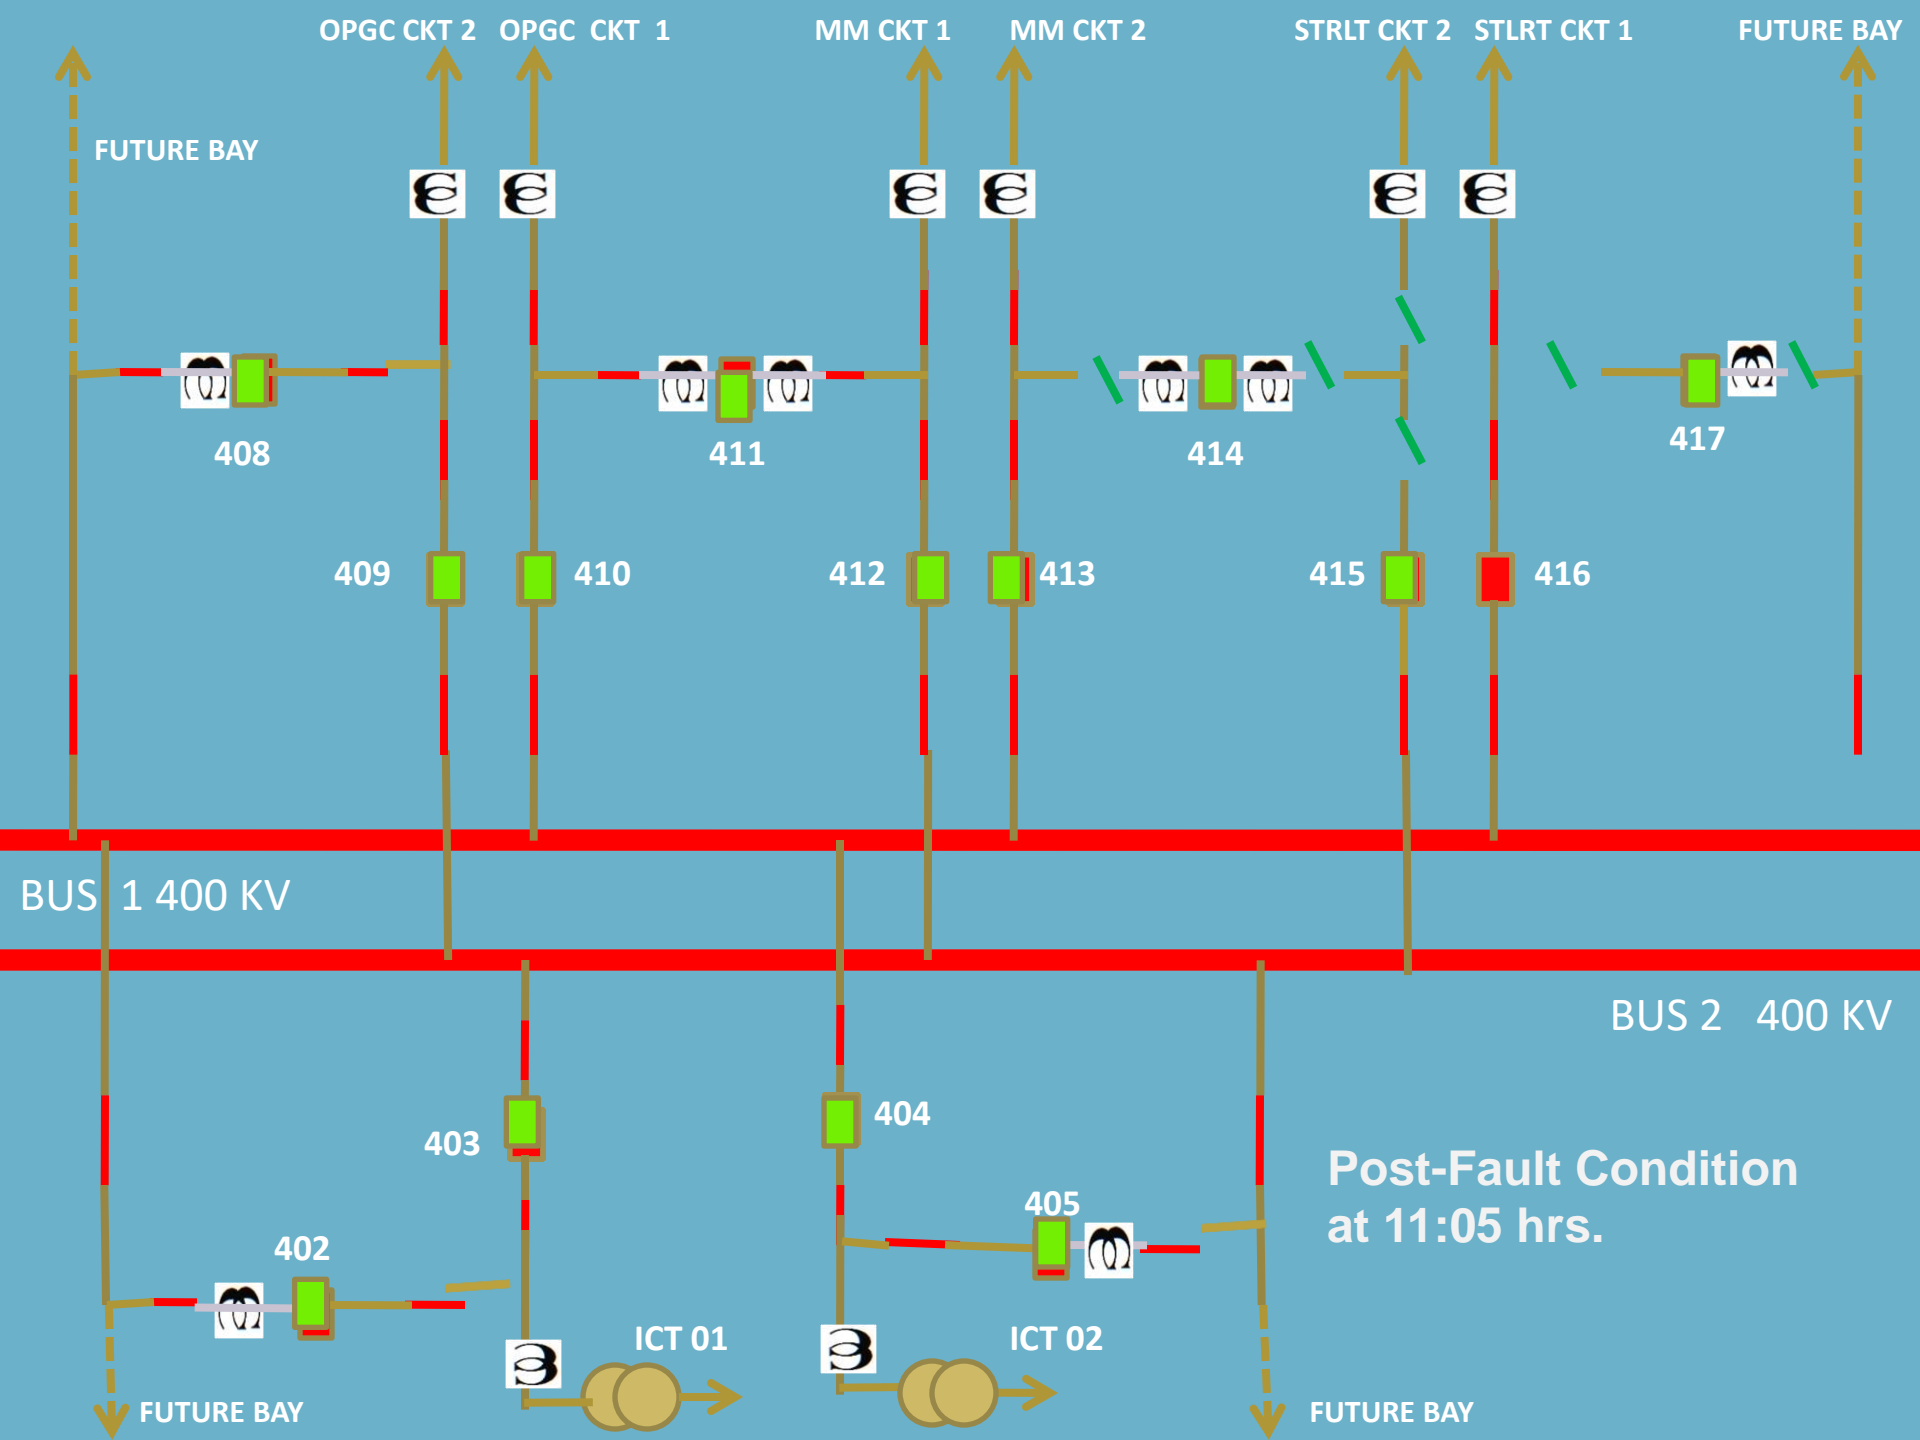 OPGC CKT 2
OPGC CKT 1
MM CKT 1
MM CKT 2
STRLT CKT 2
STLRT CKT 1
FUTURE BAY
FUTURE BAY
408
411
414
417
409
410
412
413
415
416
BUS 1 400 KV
BUS 2 400 KV
403
404
Post-Fault Condition
at 11:05 hrs.
405
402
ICT 01
ICT 02
FUTURE BAY
FUTURE BAY